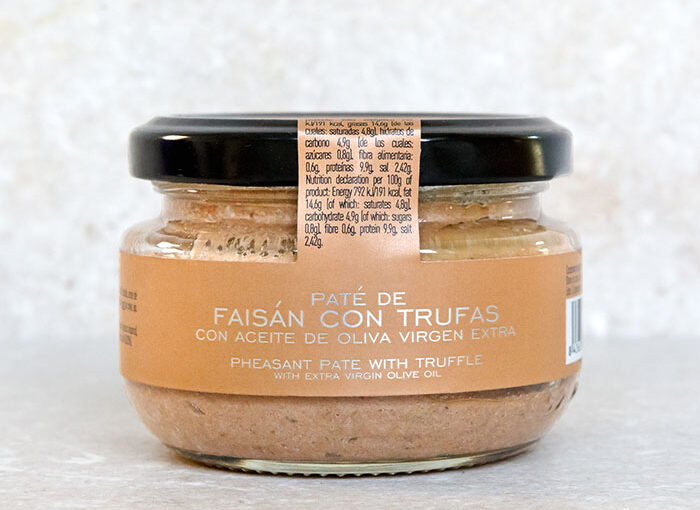 kJ/191 kcal, grasas 14,6g (de las
cuales: saturadas 4,8g), hidratos de
carbono 4,9g (de los cuales:
azúcares 0,8g), fibra alimentaria:
0,6g, proteínas 9,9g, sal 2,42g.
Nutrition declaration per 100g of
product: Energy 792 kJ/191 kcal, fat
14,6g (of which: saturates 4,8g),
carbohydrate 4,9g (of which: sugars
0,8g), fibre 0,6g, protein 9,9g, salt
2,42g.
PATÉ DE
FAISÁN CON TRUFAS
CON ACEITE DE OLIVA VIRGEN EXTRA
PHEASANT PATE WITH TRUFFLE
WITH EXTRA VIRGIN OLIVE OIL